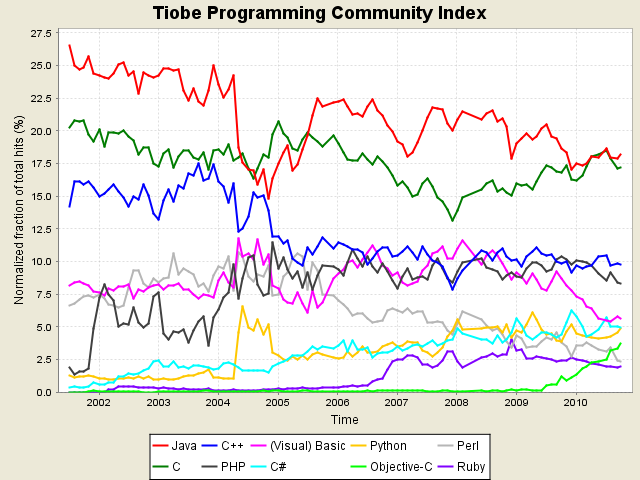 Tiobe Programming Community Index
27.5
25.0
22.5
20.0
17.5
15.0
12.5
10.0
7.5
5.0
2.5
0.0
Normalized fraction of total hits (%)
2002 2003 2004 2005 2006 2007 2008 2009 2010
Time
Java C++ (Visual) Basic Python Perl
C PHP C# Objective-C Ruby